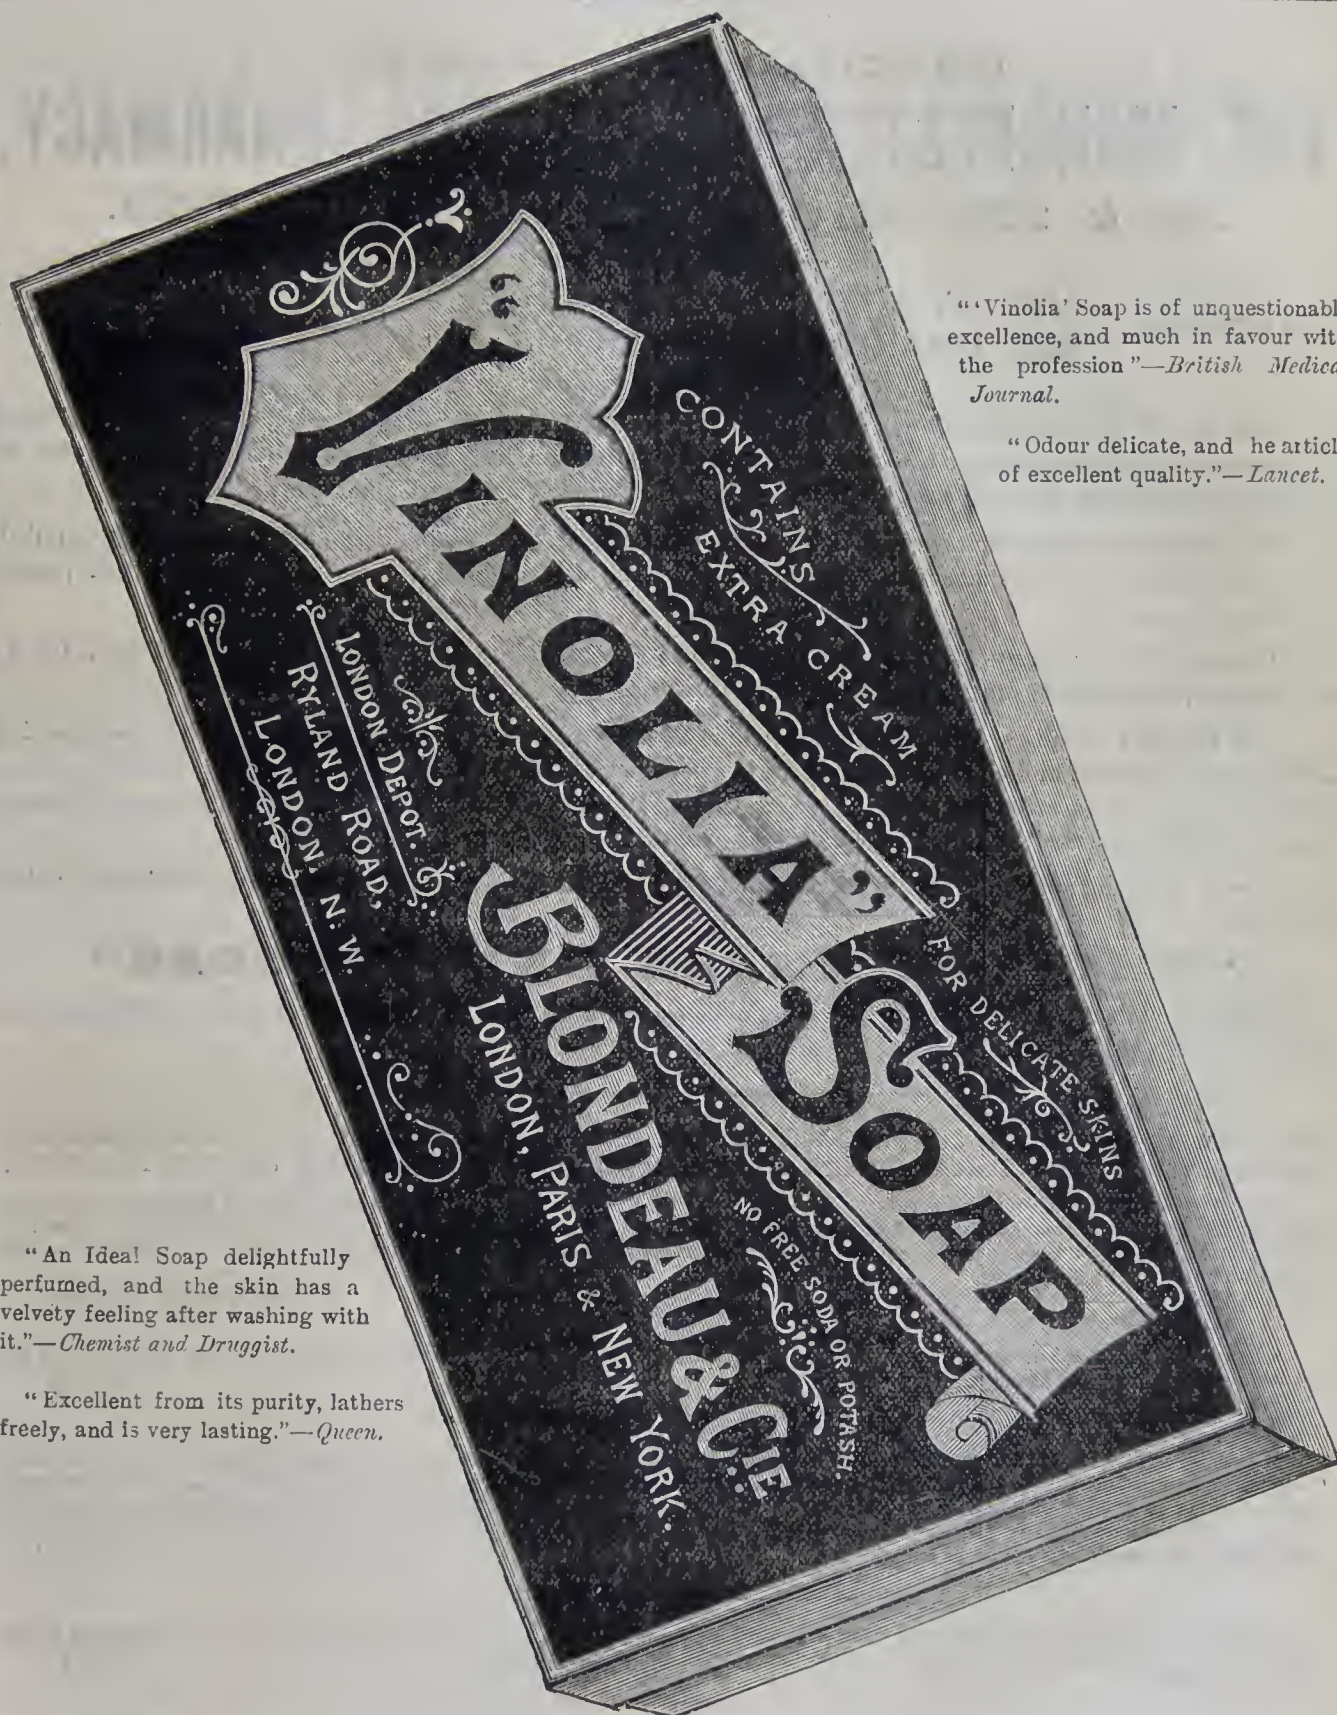 "VINOLIA"
SOAP
CONTAINS
EXTRA CREAM
FOR DELICATE SKINS
LONDON DEPOT.
RYLAND ROAD,
LONDON, N. W.
BLONDEAU & CIE
LONDON, PARIS & NEW YORK.
NO FREE SODA OR POTASH.
"'Vinolia' Soap is of unquestionabl
excellence, and much in favour wit
the profession"—British Medica
Journal.
"Odour delicate, and he articl
of excellent quality."—Lancet.
"An Ideal Soap delightfully
perfumed, and the skin has a
velvety feeling after washing with
it."—Chemist and Druggist.
"Excellent from its purity, lathers
freely, and is very lasting."—Queen.